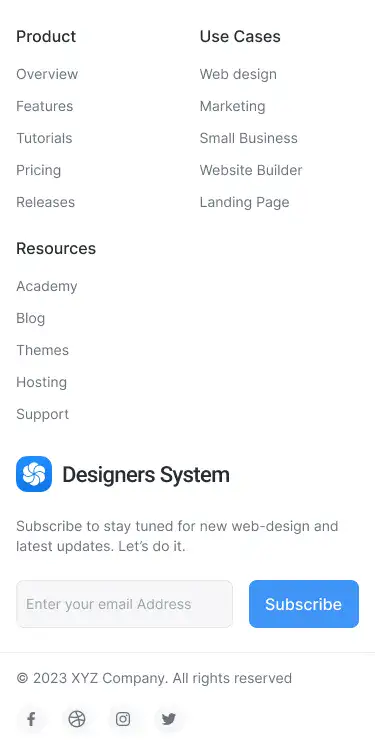 Product
Overview
Features
Tutorials
Pricing
Releases
Use Cases
Web design
Marketing
Small Business
Website Builder
Landing Page
Resources
Academy
Blog
Themes
Hosting
Support
Designers System
Subscribe to stay tuned for new web-design and
latest updates. Let's do it.
Enter your email Address
Subscribe
© 2023 XYZ Company. All rights reserved